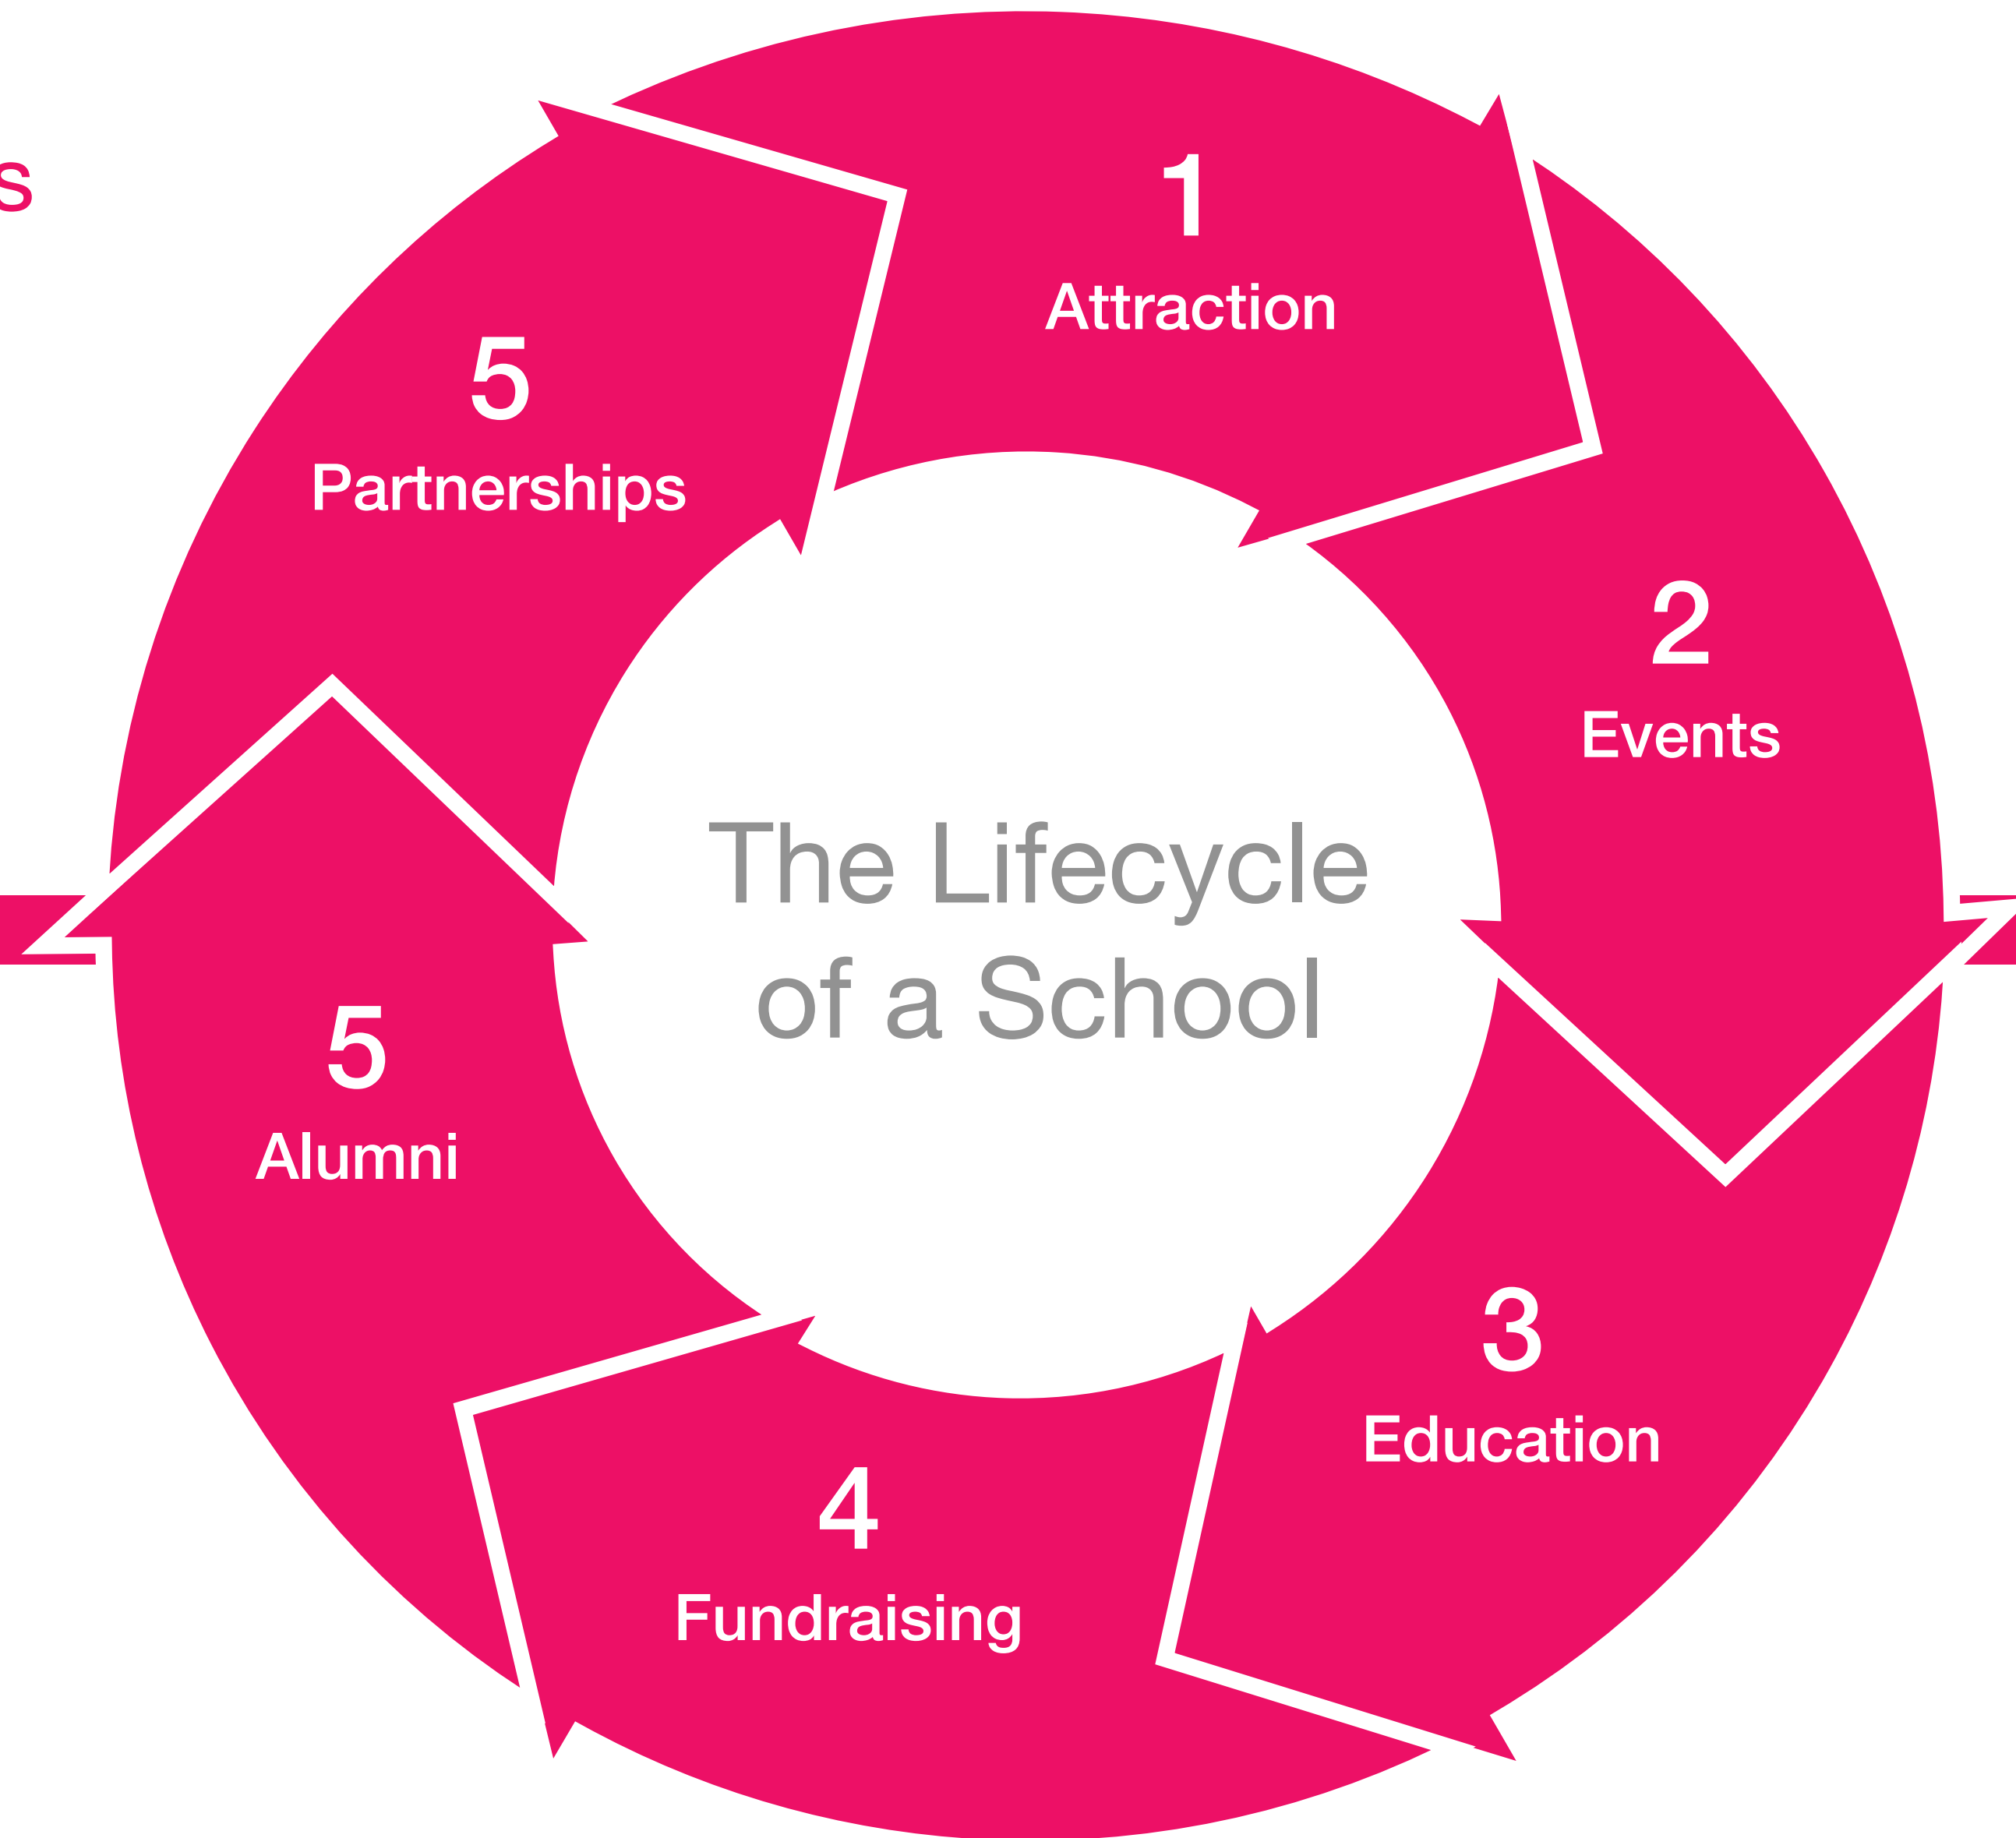 s
1
Attraction
2
Events
3
Education
4
Fundraising
5
Alumni
5
Partnerships
The Lifecycle
of a School